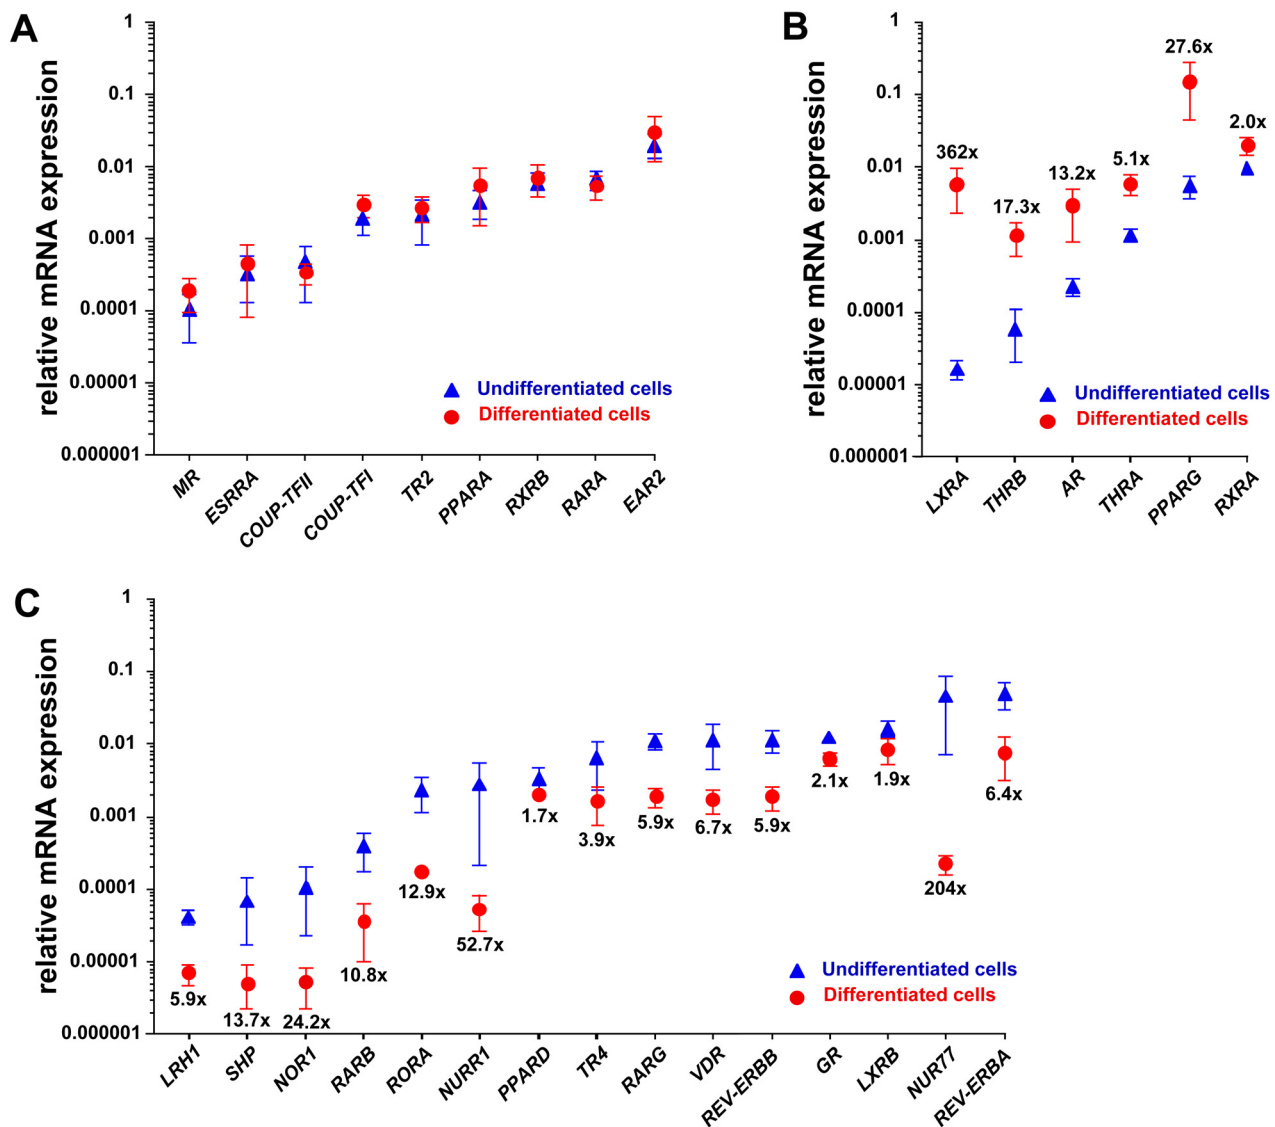 A
relative mRNA expression
1
0.1
0.01
0.001
0.0001
0.00001
0.000001
Undifferentiated cells
Differentiated cells
MR
ESRRA
COUP-TFII
COUP-TFI
TR2
PPARA
RXRB
RARA
EAR2
B
relative mRNA expression
1
0.1
0.01
0.001
0.0001
0.00001
0.000001
362x
17.3x
13.2x
5.1x
27.6x
2.0x
Undifferentiated cells
Differentiated cells
LXRA
THRB
AR
THRA
PPARG
RXRA
C
relative mRNA expression
1
0.1
0.01
0.001
0.0001
0.00001
0.000001
5.9x
13.7x
24.2x
10.8x
12.9x
52.7x
1.7x
3.9x
5.9x
6.7x
5.9x
2.1x
1.9x
204x
6.4x
Undifferentiated cells
Differentiated cells
LRH1
SHP
NOR1
RARB
RORA
NURR1
PPARD
TR4
RARG
VDR
REV-ERBB
GR
LXRB
NUR77
REV-ERBA